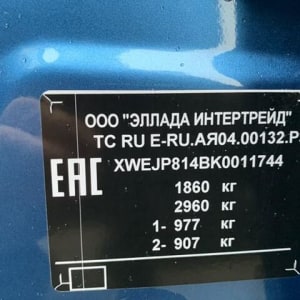 ООО "ЭЛЛАДА ИНТЕРТРЕЙД"
ТС RU E-RU.АЯ04.00132.Р
XWEJP814BK0011744
EAC
1860 кг
2960 кг
1- 977 кг
2- 907 кг